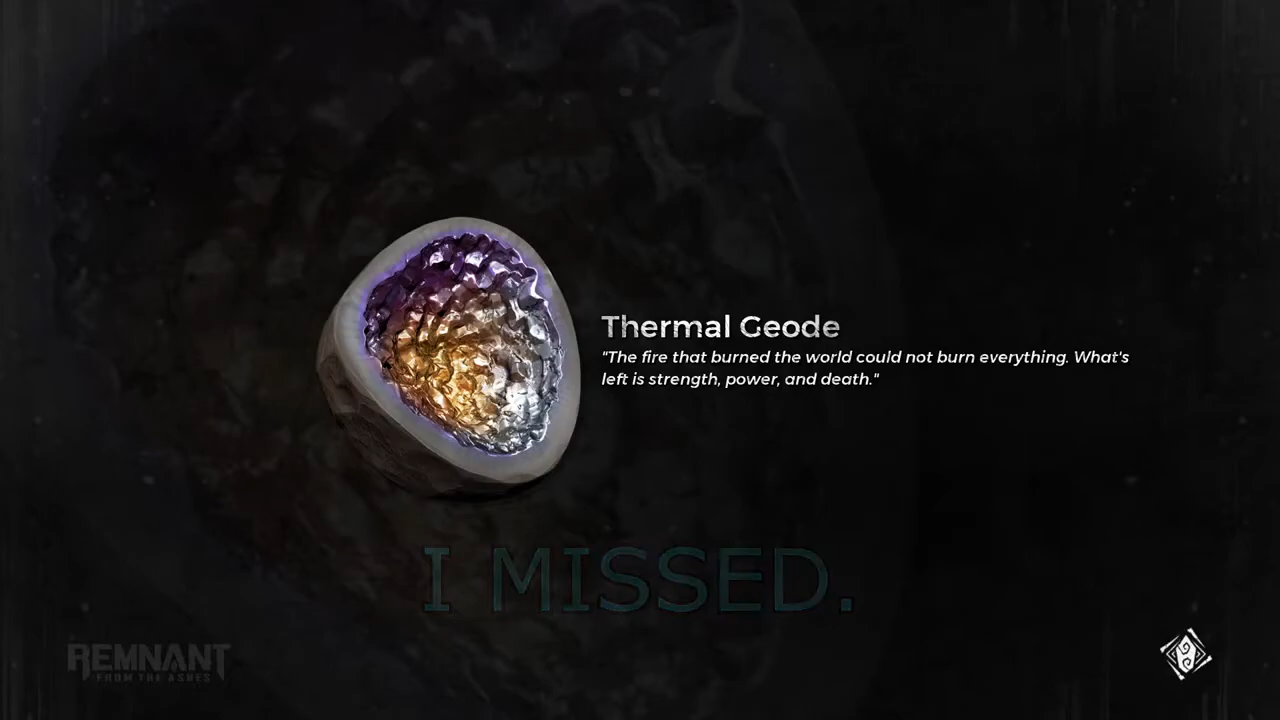 Thermal Geode
"The fire that burned the world could not burn everything. What's
left is strength, power, and death."
I MISSED.
REMNANT
FROM THE ASHES